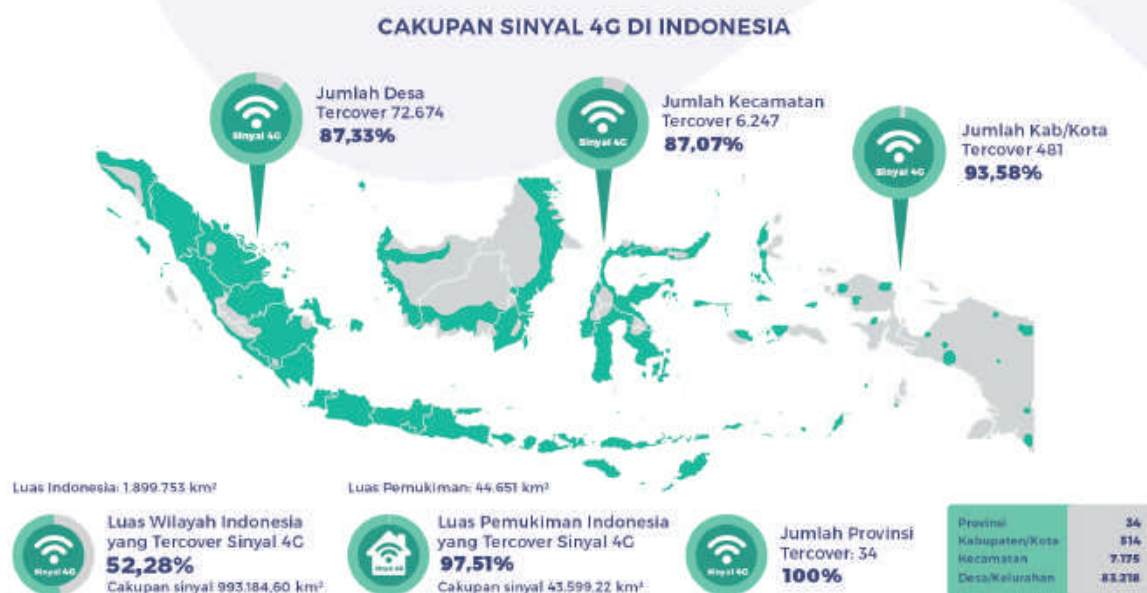 CAKUPAN SINYAL 4G DI INDONESIA
Sinyal 4G
Jumlah Desa
Tercover 72.674
87,33%
Sinyal 4G
Jumlah Kecamatan
Tercover 6.247
87,07%
Sinyal 4G
Jumlah Kab/Kota
Tercover 481
93,58%
Luas Indonesia: 1.899.753 km²
Sinyal 4G
Luas Wilayah Indonesia
yang Tercover Sinyal 4G
52,28%
Cakupan sinyal 993.184,60 km²
Luas Pemukiman: 44.651 km²
Sinyal 4G
Luas Pemukiman Indonesia
yang Tercover Sinyal 4G
97,51%
Cakupan sinyal 43.599,22 km²
Sinyal 4G
Jumlah Provinsi
Tercover: 34
100%
Provinsi 34
Kabupaten/Kota 514
Kecamatan 7.175
Desa/Kelurahan 83.218